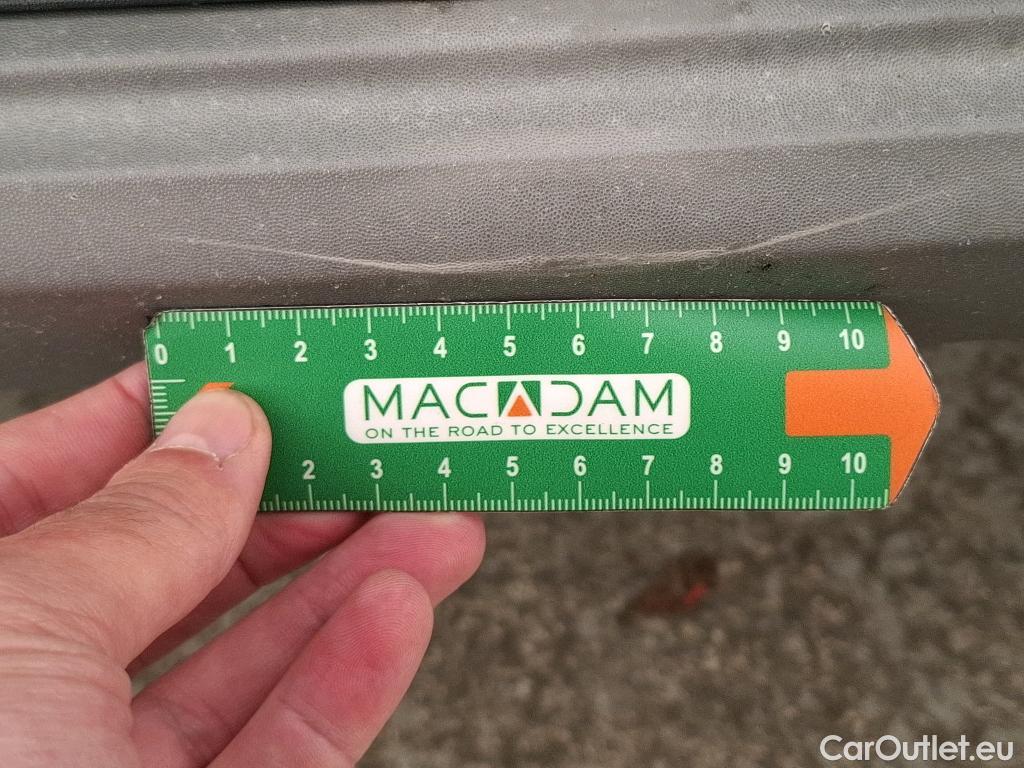 0 1 2 3 4 5 6 7 8 9 10
MACADAM
ON THE ROAD TO EXCELLENCE
2 3 4 5 6 7 8 9 10
CarOutlet.eu